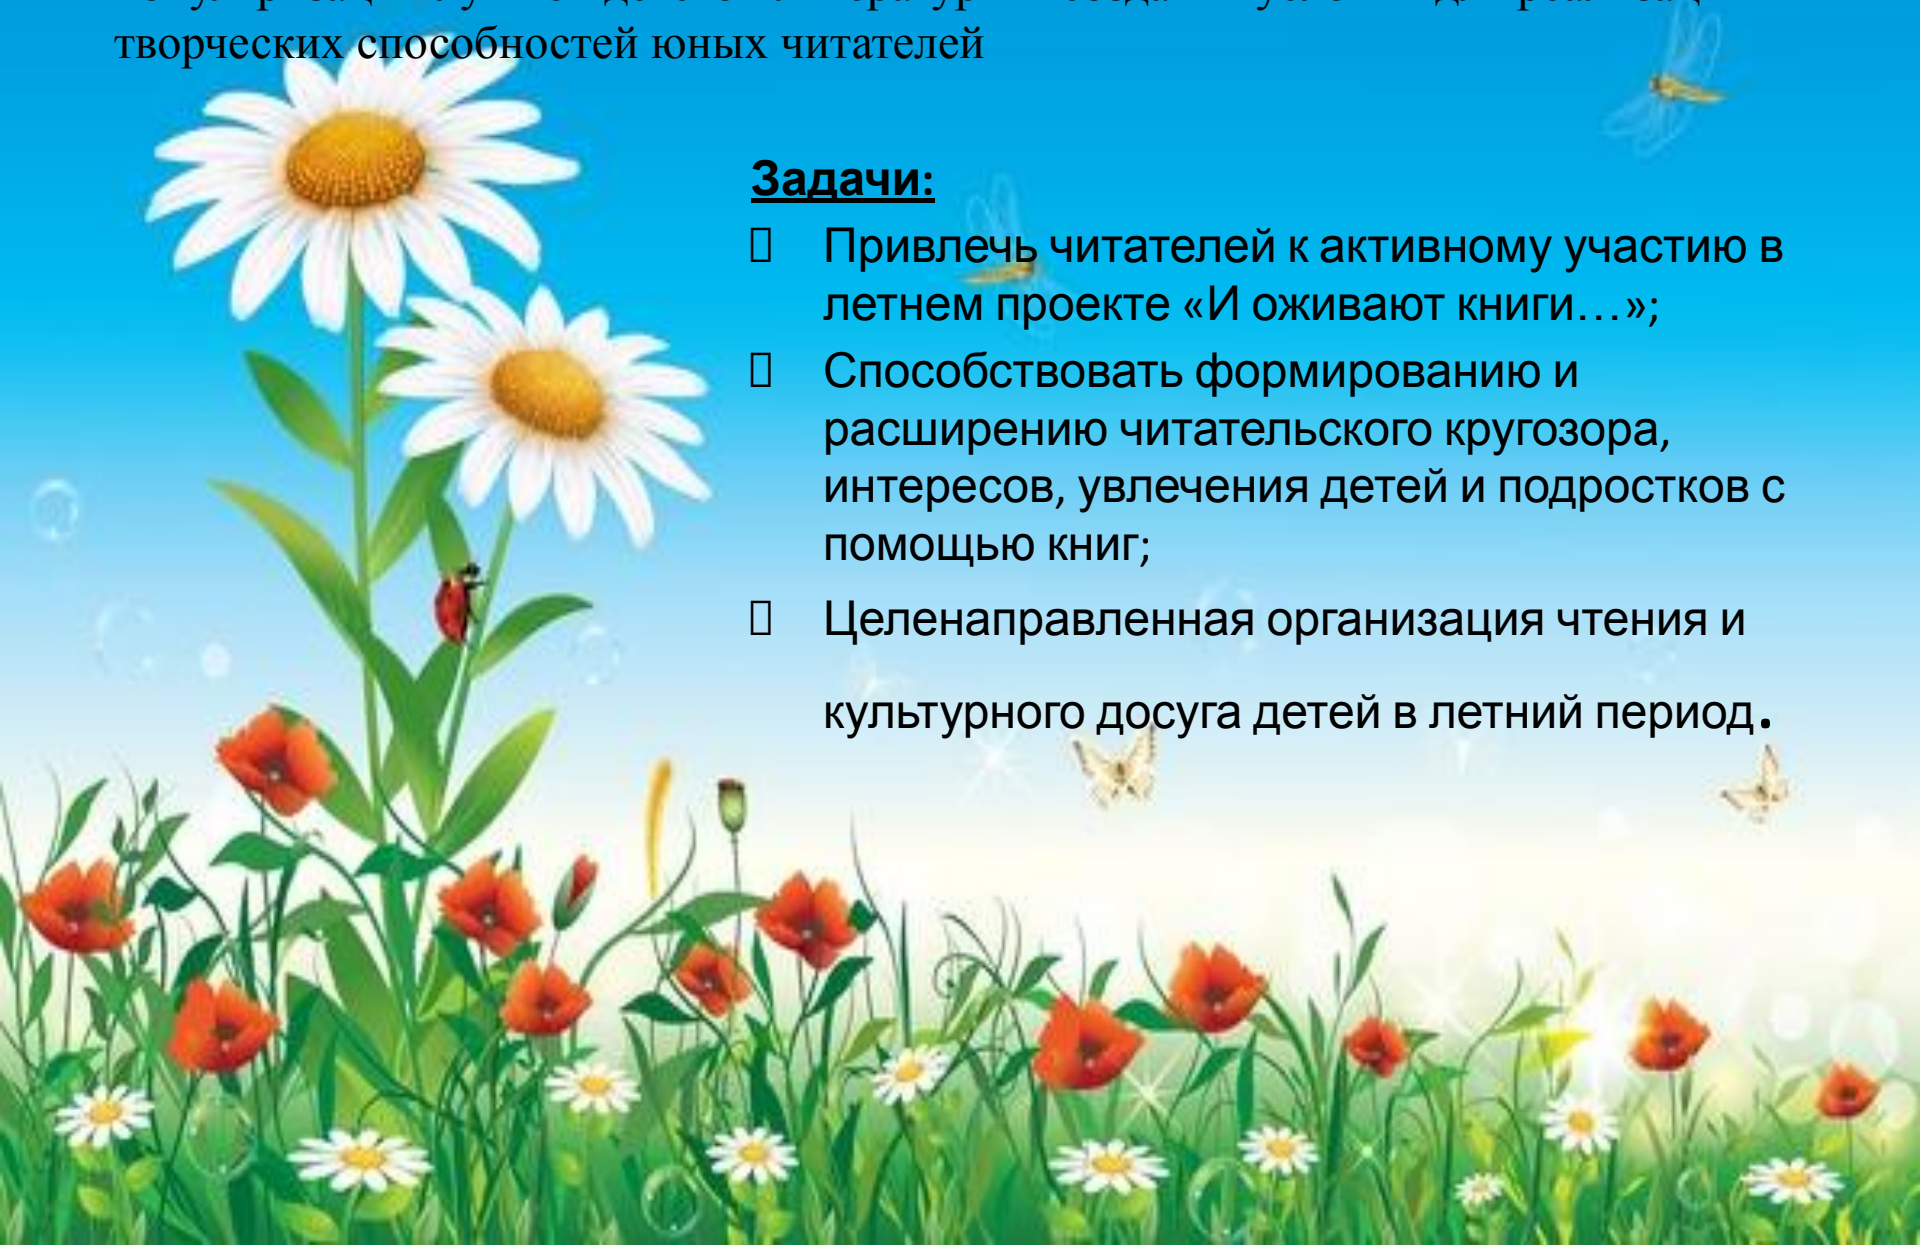 творческих способностей юных читателей
Задачи:
Привлечь читателей к активному участию в
летнем проекте «И оживают книги…»;
Способствовать формированию и
расширению читательского кругозора,
интересов, увлечения детей и подростков с
помощью книг;
Целенаправленная организация чтения и
культурного досуга детей в летний период.